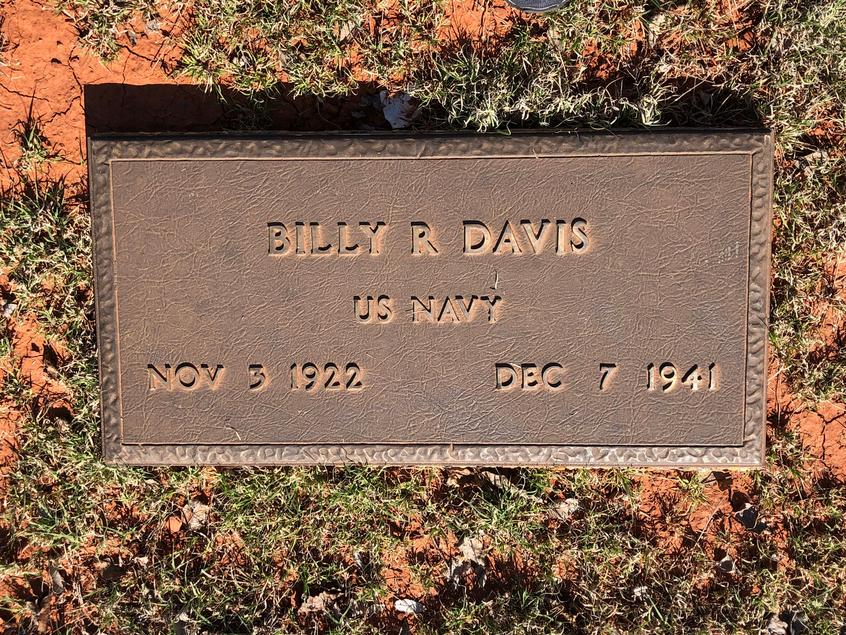 BILLY R DAVIS
US NAVY
NOV 3 1922 DEC 7 1941